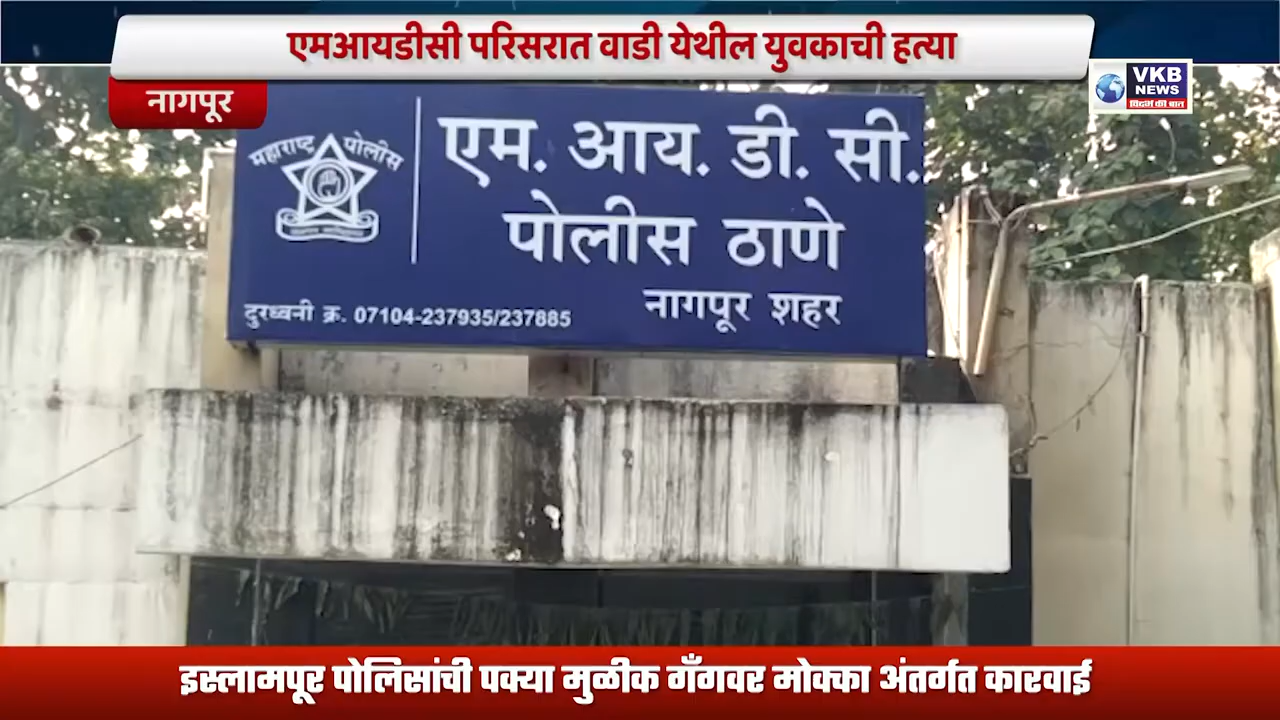 एमआयडीसी परिसरात वाडी येथील युवकाची हत्या
नागपूर
VKB
NEWS
विदर्भ की बात
महाराष्ट्र पोलीस
एम. आय. डी. सी.
पोलीस ठाणे
नागपूर शहर
दुरध्वनी क्र. 07104-237935/237885
इस्लामपूर पोलिसांची पक्या मुळीक गँगवर मोक्का अंतर्गत कारवाई